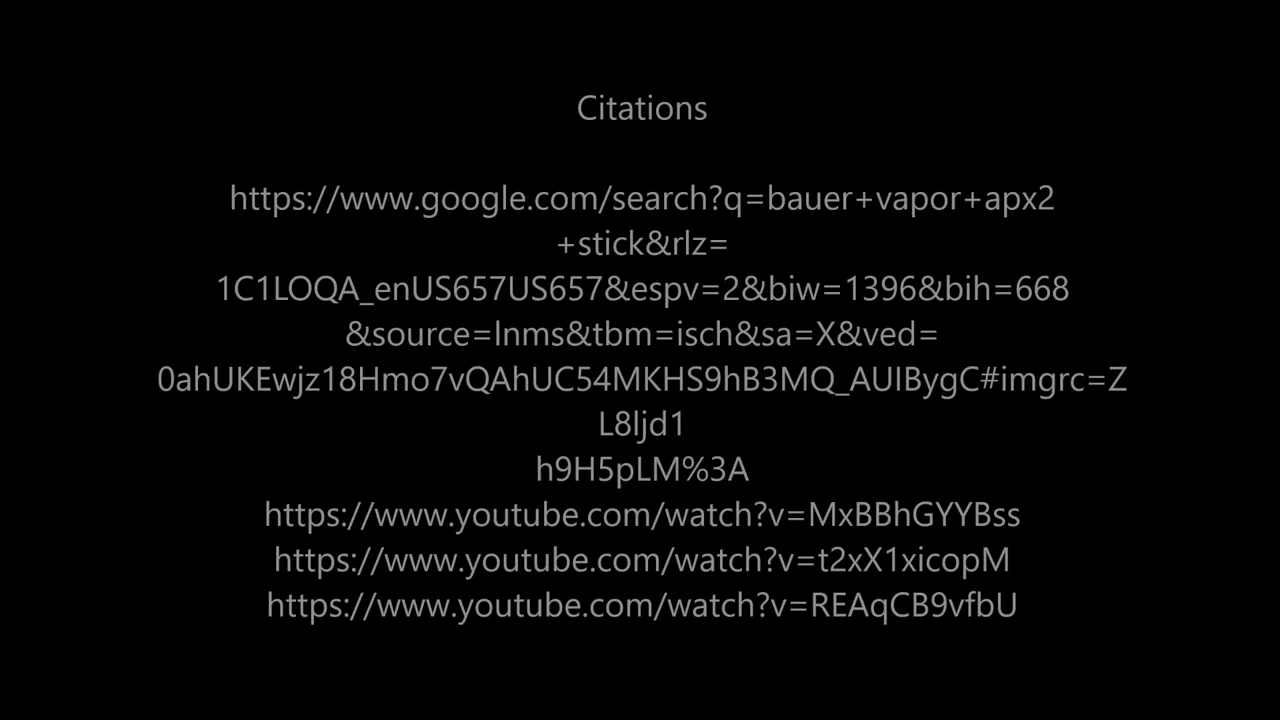 Citations
https://www.google.com/search?q=bauer+vapor+apx2
+stick&rlz=
1C1LOQA_enUS657US657&espv=2&biw=1396&bih=668
&source=lnms&tbm=isch&sa=X&ved=
0ahUKEwjz18Hmo7vQAhUC54MKHS9hB3MQ_AUIBygC#imgrc=Z
L8ljd1
h9H5pLM%3A
https://www.youtube.com/watch?v=MxBBhGYYBss
https://www.youtube.com/watch?v=t2xX1xicopM
https://www.youtube.com/watch?v=REAqCB9vfbU